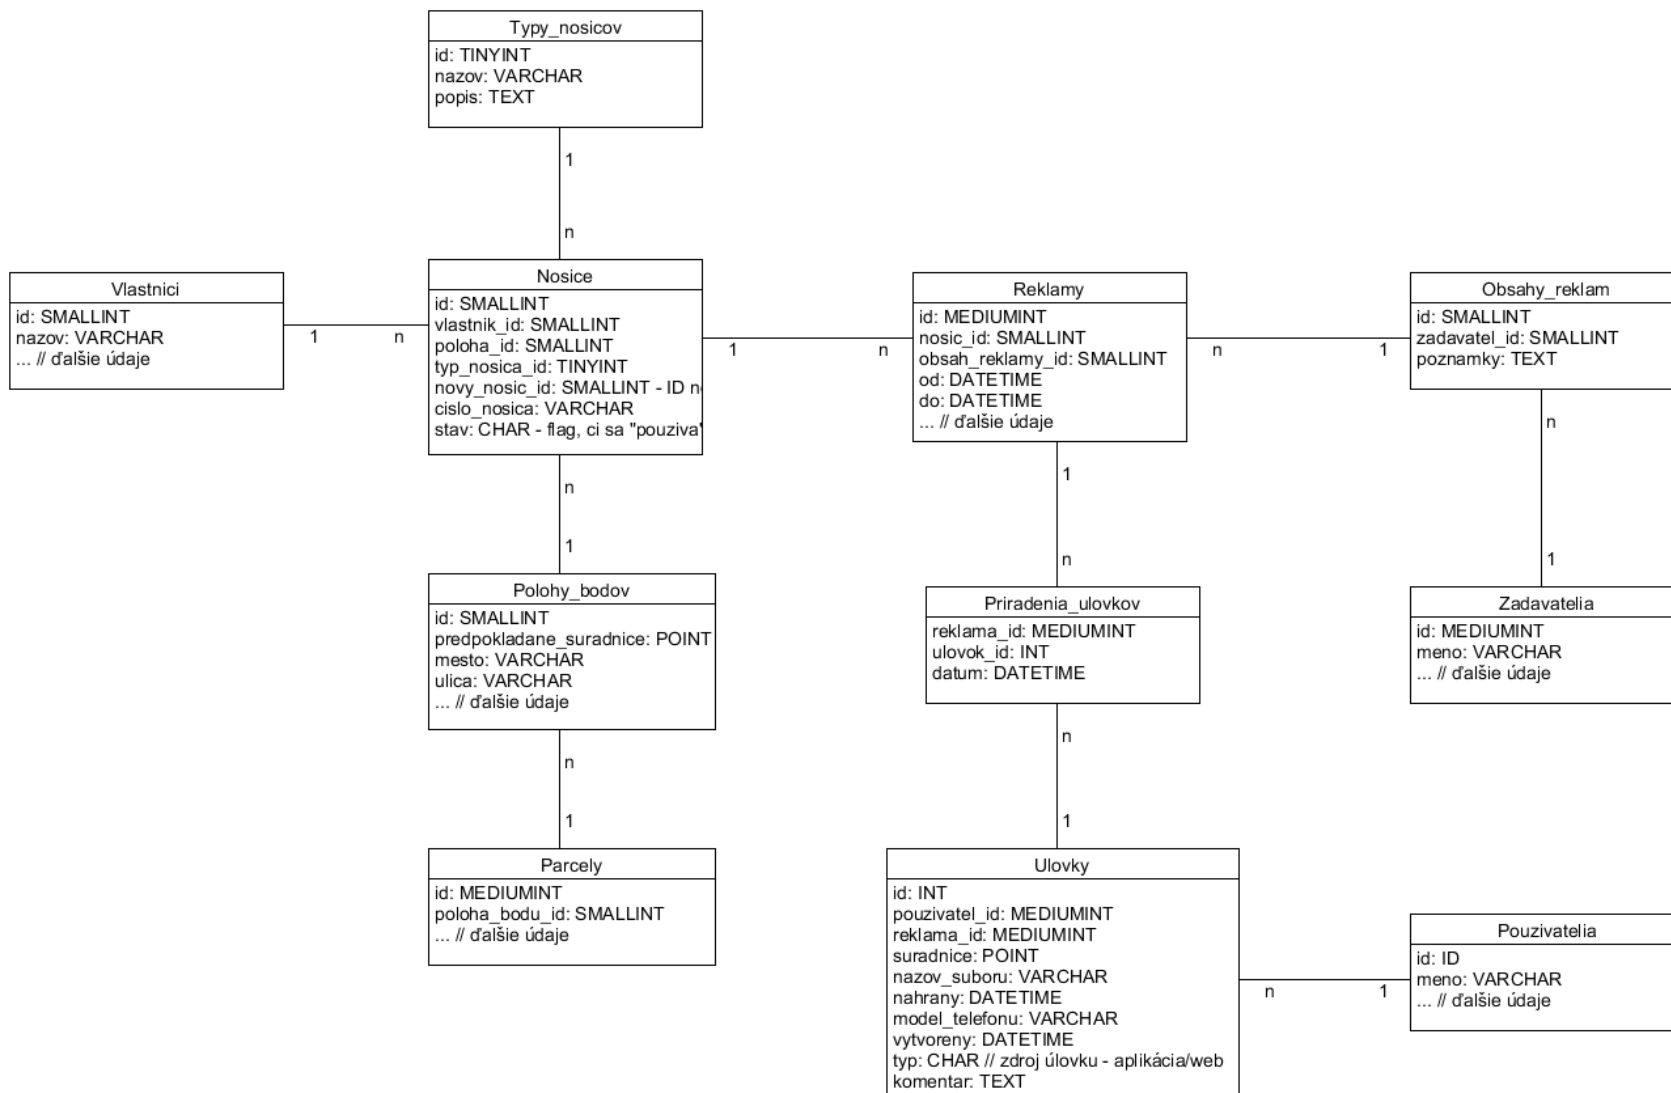 Typy_nosicov
id: TINYINT
nazov: VARCHAR
popis: TEXT
1
n
Vlastnici
id: SMALLINT
nazov: VARCHAR
... // ďalšie údaje
1
n
Nosice
id: SMALLINT
vlastnik_id: SMALLINT
poloha_id: SMALLINT
typ_nosica_id: TINYINT
novy_nosic_id: SMALLINT - ID n
cislo_nosica: VARCHAR
stav: CHAR - flag, ci sa "pouziva"
1
n
Reklamy
id: MEDIUMINT
nosic_id: SMALLINT
obsah_reklamy_id: SMALLINT
od: DATETIME
do: DATETIME
... // ďalšie údaje
n
1
Obsahy_reklam
id: SMALLINT
zadavatel_id: SMALLINT
poznamky: TEXT
n
1
1
n
n
1
Polohy_bodov
id: SMALLINT
predpokladane_suradnice: POINT
mesto: VARCHAR
ulica: VARCHAR
... // ďalšie údaje
Priradenia_ulovkov
reklama_id: MEDIUMINT
ulovok_id: INT
datum: DATETIME
Zadavatelia
id: MEDIUMINT
meno: VARCHAR
... // ďalšie údaje
n
1
n
1
Parcely
id: MEDIUMINT
poloha_bodu_id: SMALLINT
... // ďalšie údaje
Ulovky
id: INT
pouzivatel_id: MEDIUMINT
reklama_id: MEDIUMINT
suradnice: POINT
nazov_suboru: VARCHAR
nahrany: DATETIME
model_telefonu: VARCHAR
vytvoreny: DATETIME
typ: CHAR // zdroj úlovku - aplikácia/web
komentar: TEXT
n
1
Pouzivatelia
id: ID
meno: VARCHAR
... // ďalšie údaje